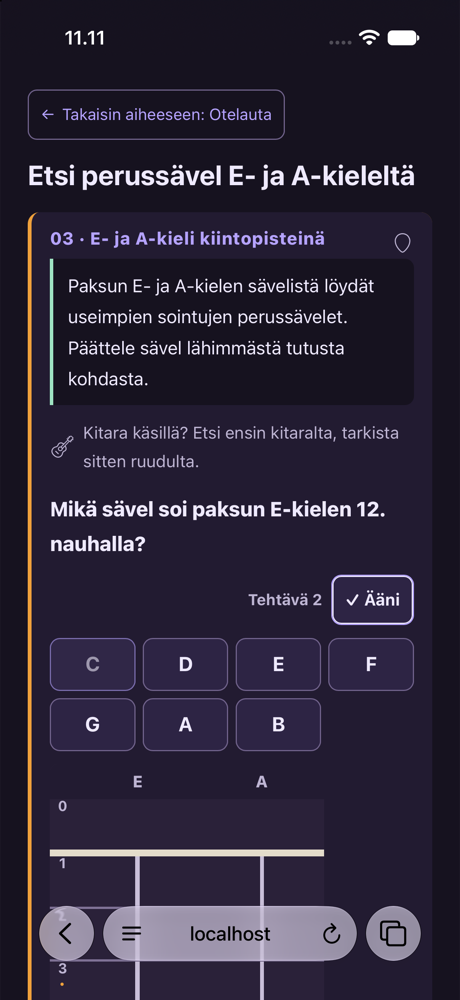 11.11
← Takaisin aiheeseen: Otelauta
Etsi perussävel E- ja A-kieleltä
03 · E- ja A-kieli kiintopisteinä
Paksun E- ja A-kielen sävelistä löydät
useimpien sointujen perussävelet.
Päättele sävel lähimmästä tutusta
kohdasta.
Kitara käsillä? Etsi ensin kitaralta, tarkista
sitten ruudulta.
Mikä sävel soi paksun E-kielen 12.
nauhalla?
Tehtävä 2 ✓ Ääni
C D E F
G A B
E A
0
1
2
localhost
3